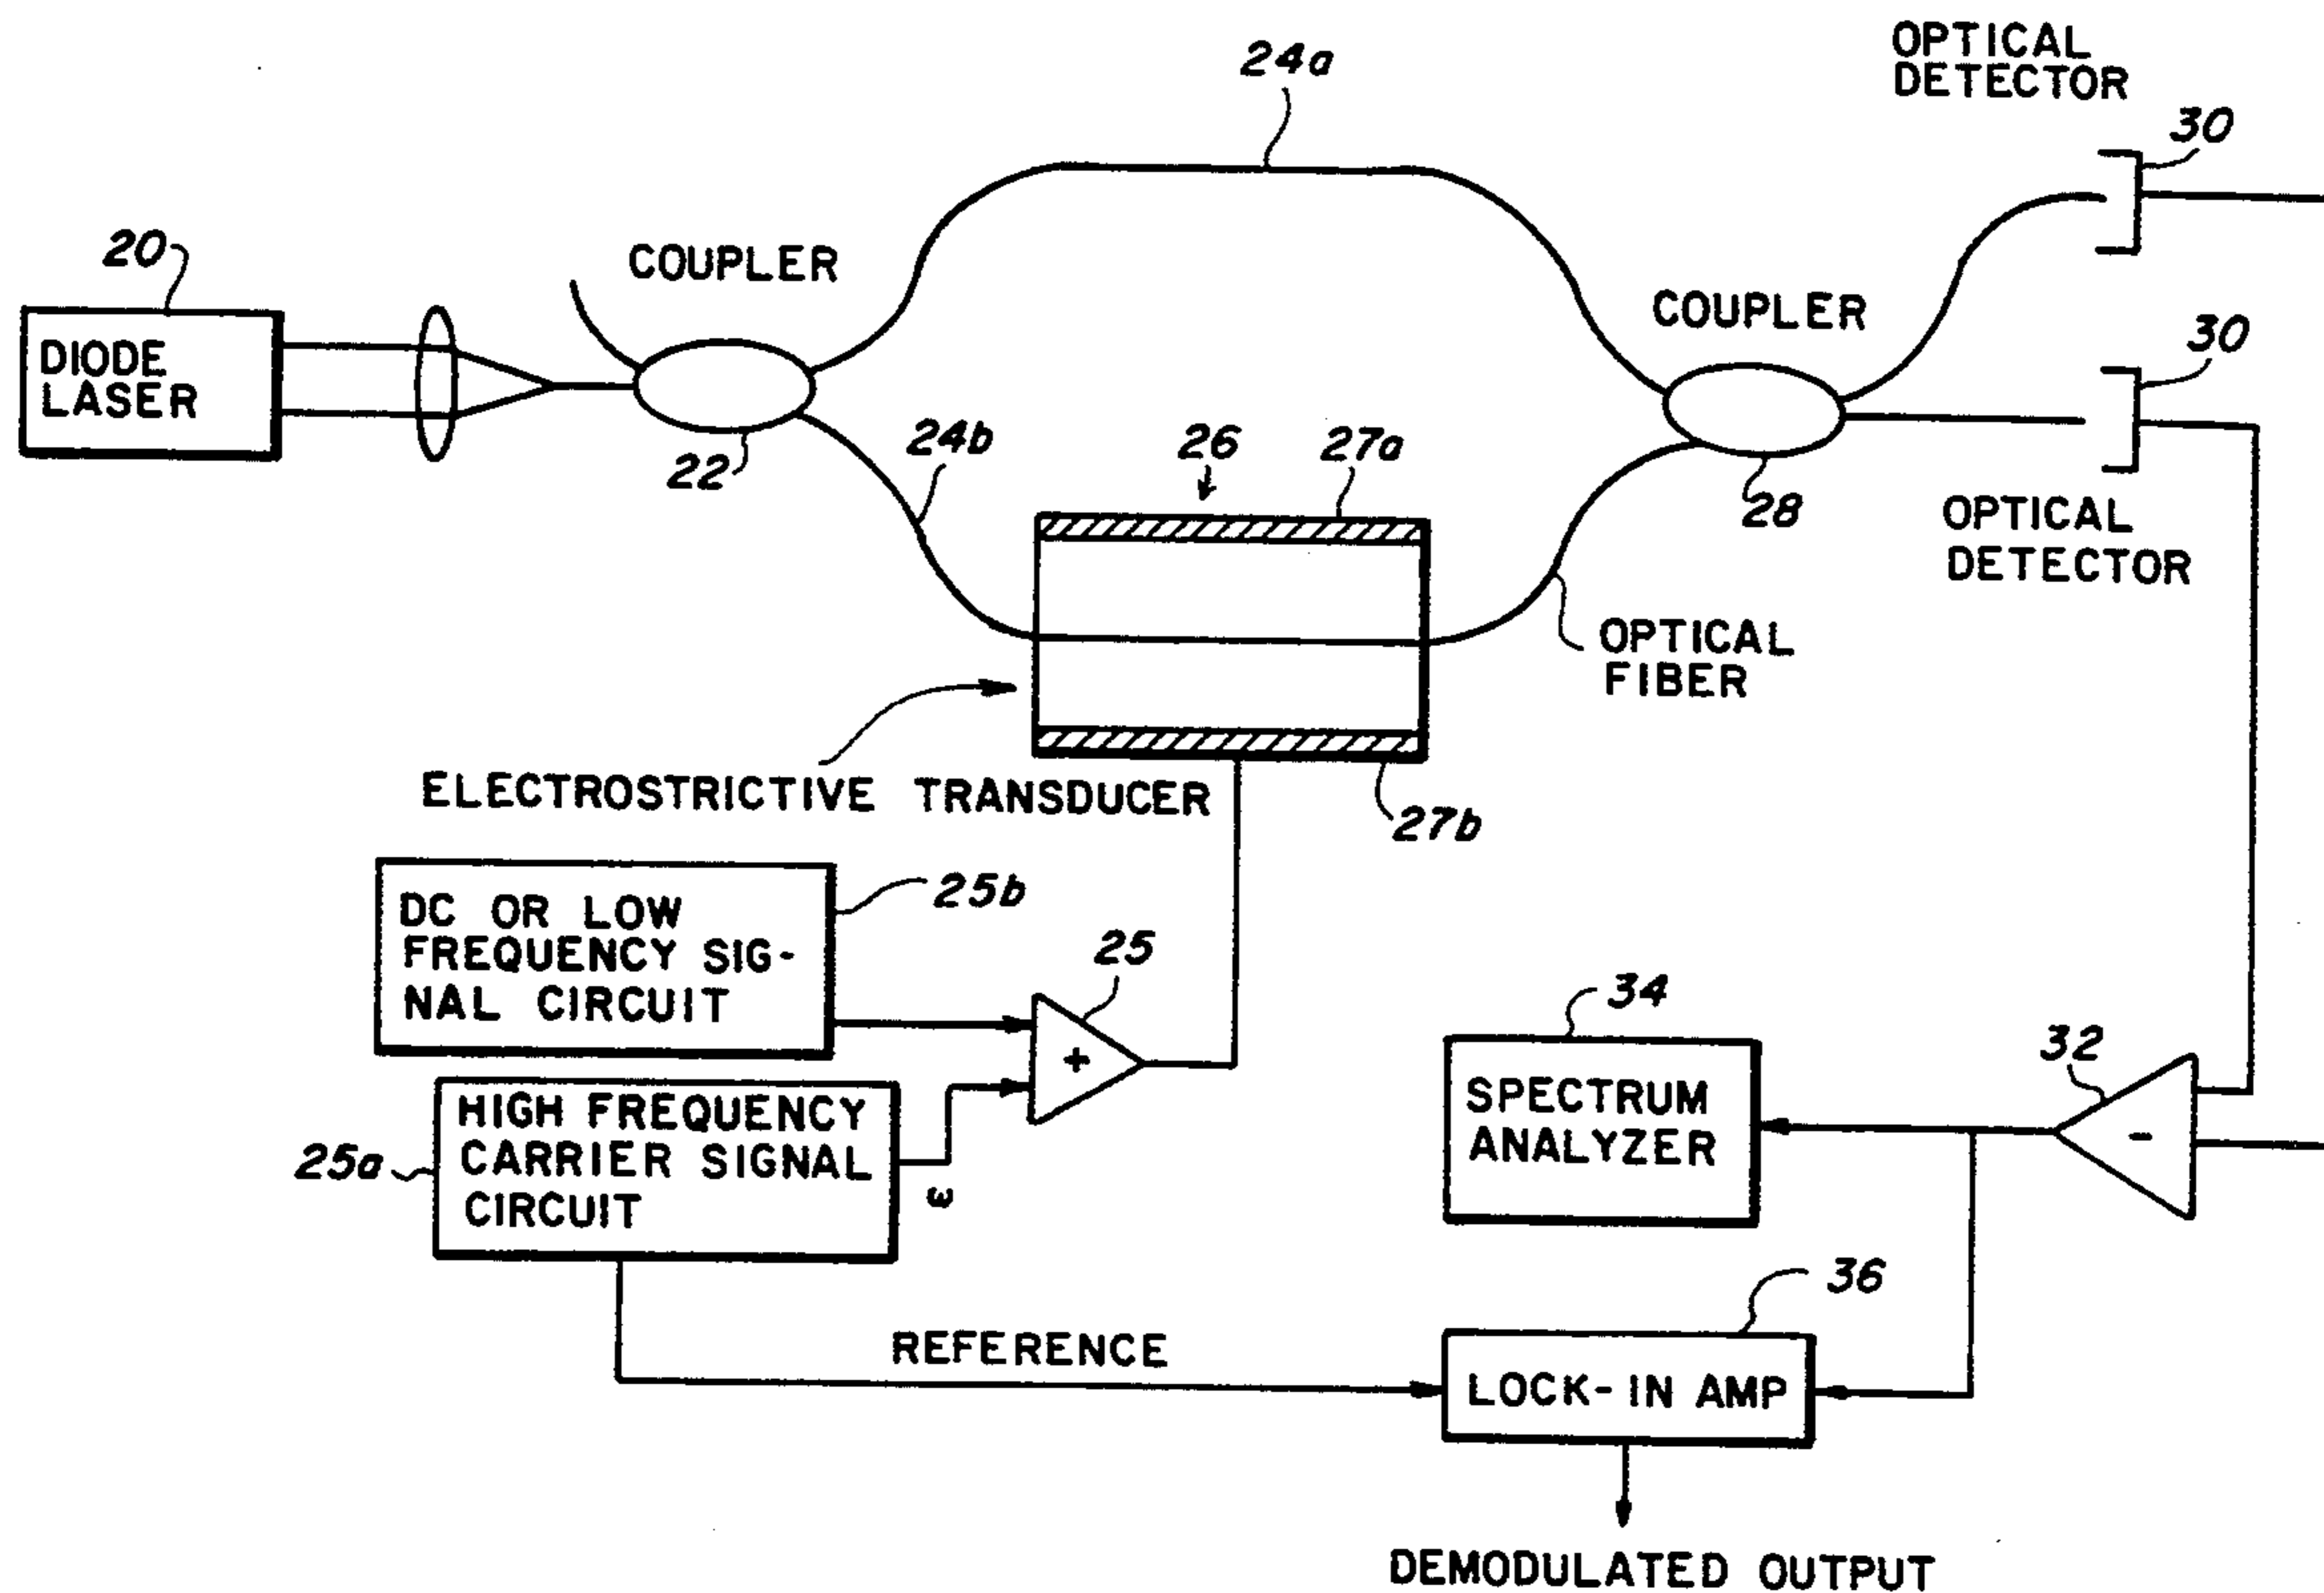 OPTICAL
DETECTOR
30
24a
20
COUPLER
DIODE
LASER
22
COUPLER
30
28
24b
26
27a
OPTICAL
DETECTOR
OPTICAL
FIBER
ELECTROSTRICTIVE TRANSDUCER
27b
DC OR LOW
FREQUENCY SIG-
NAL CIRCUIT
25b
25
+
HIGH FREQUENCY
CARRIER SIGNAL
CIRCUIT
25a
ω
34
SPECTRUM
ANALYZER
32
-
REFERENCE
36
LOCK-IN AMP
DEMODULATED OUTPUT